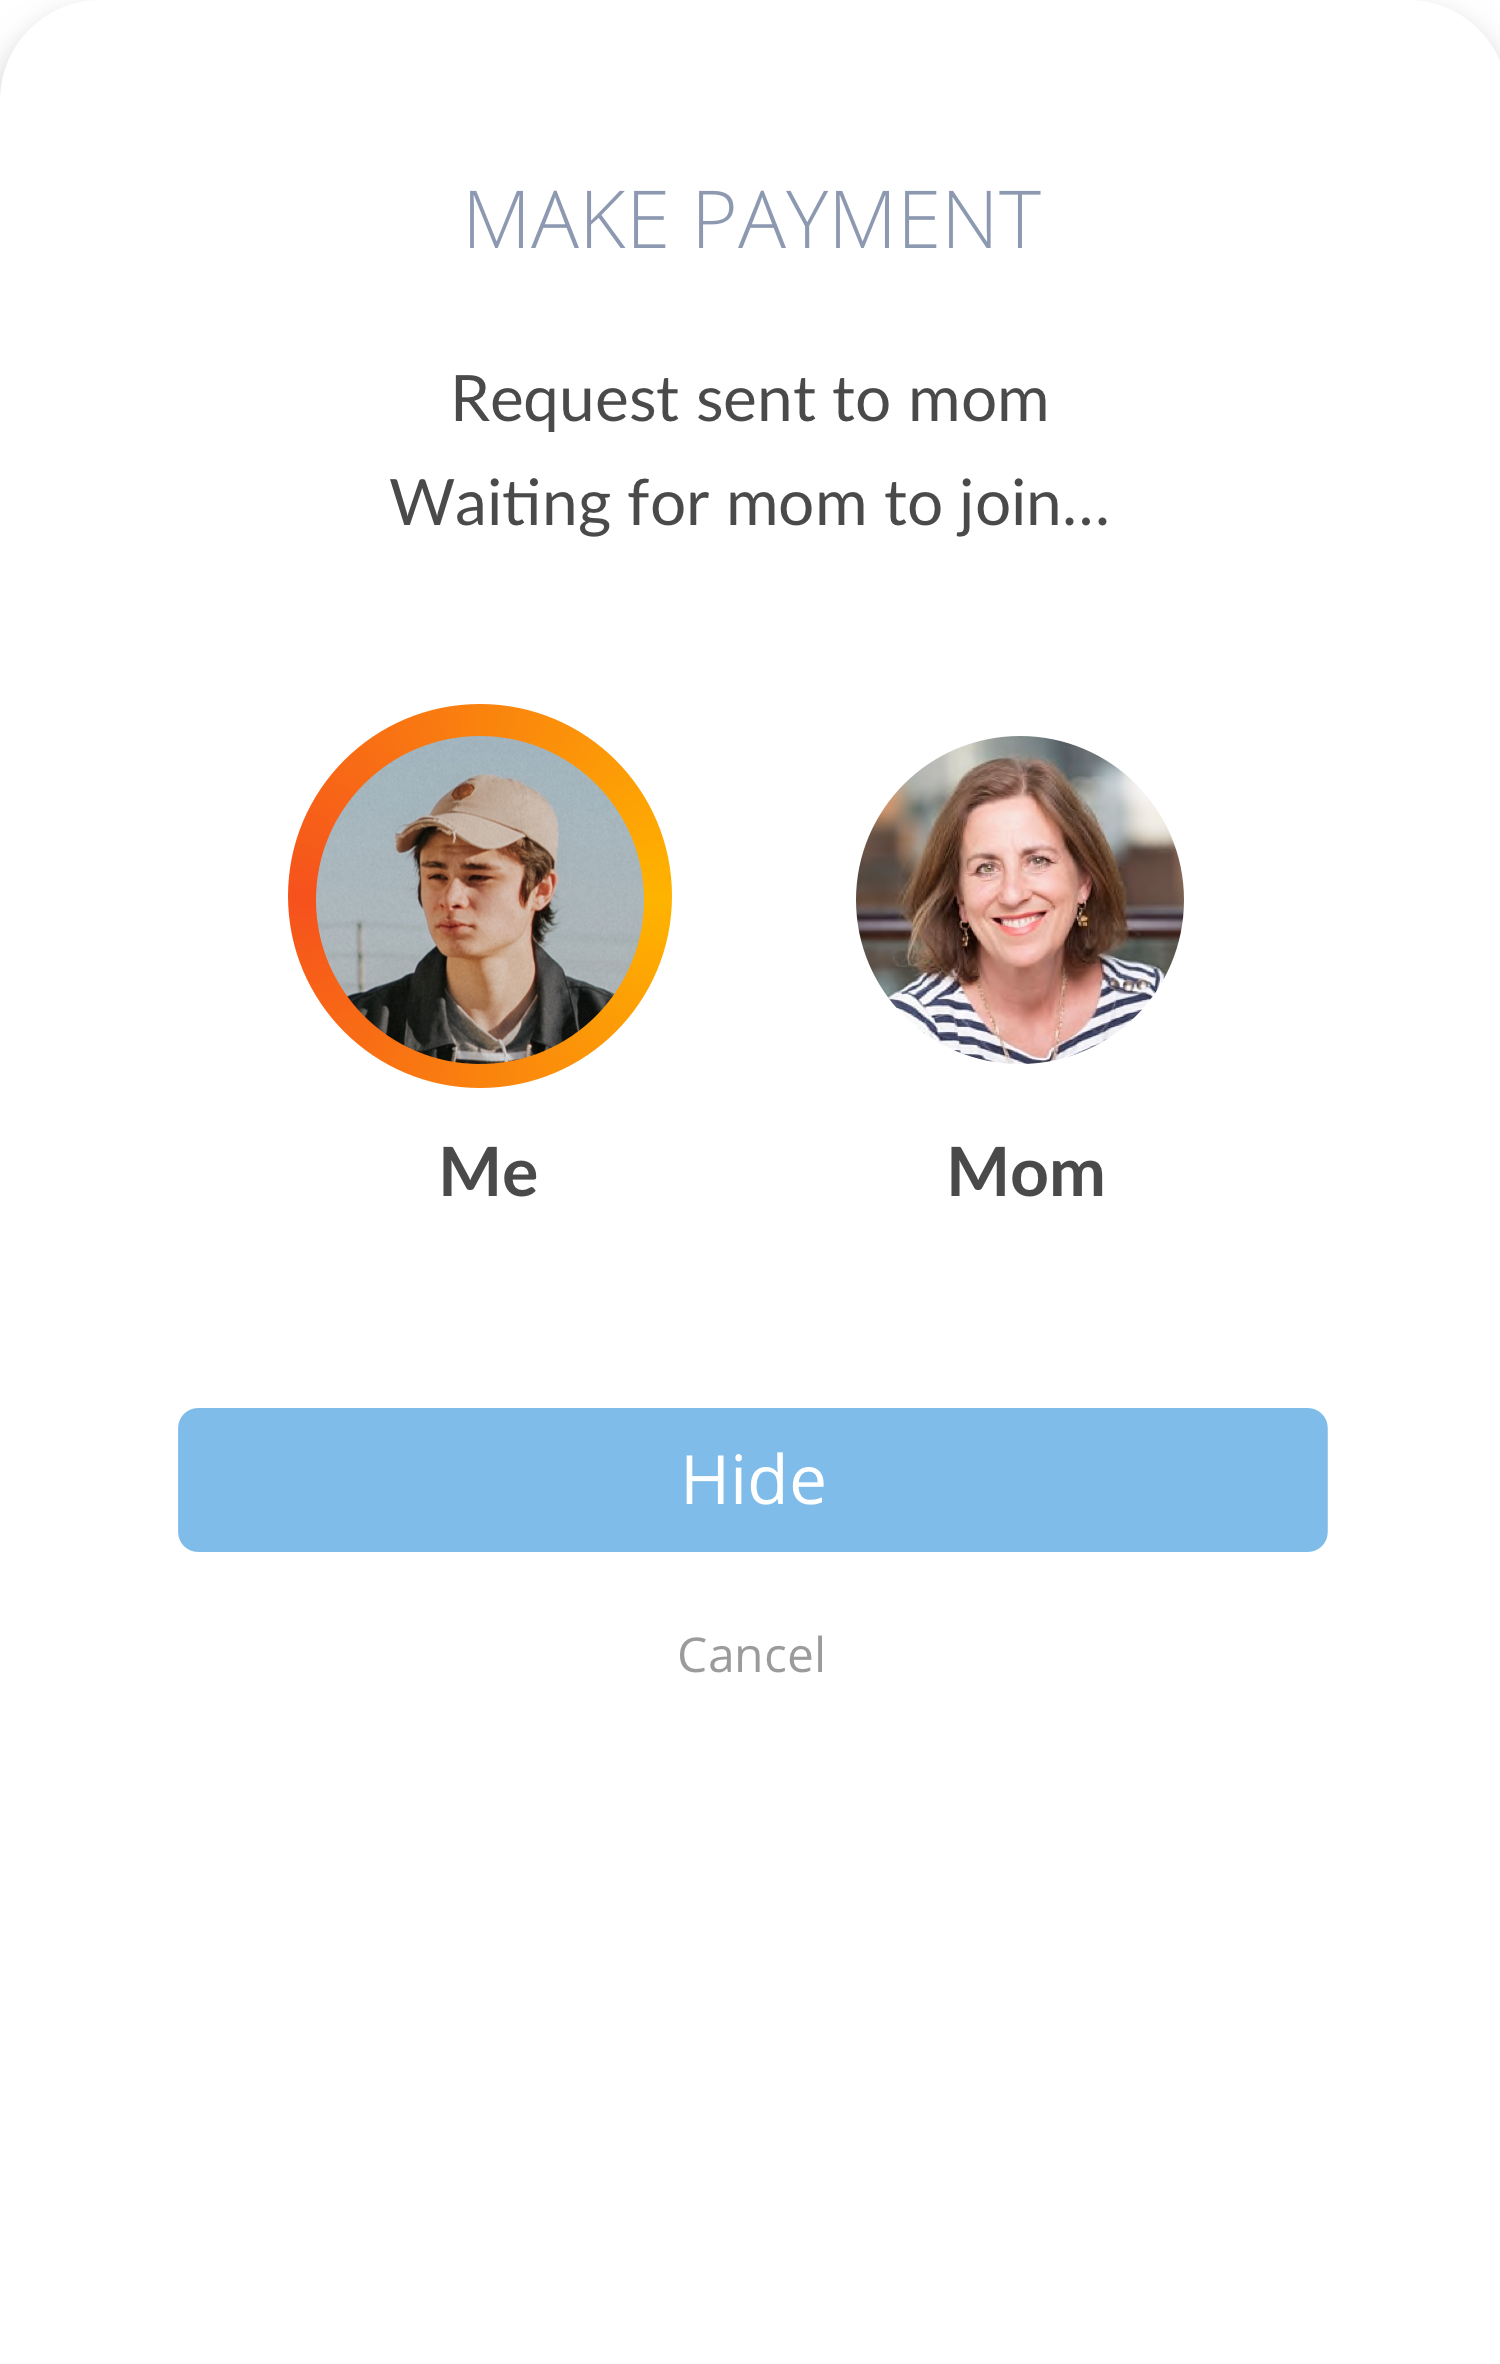 MAKE PAYMENT
Request sent to mom
Waiting for mom to join...
Me
Mom
Hide
Cancel